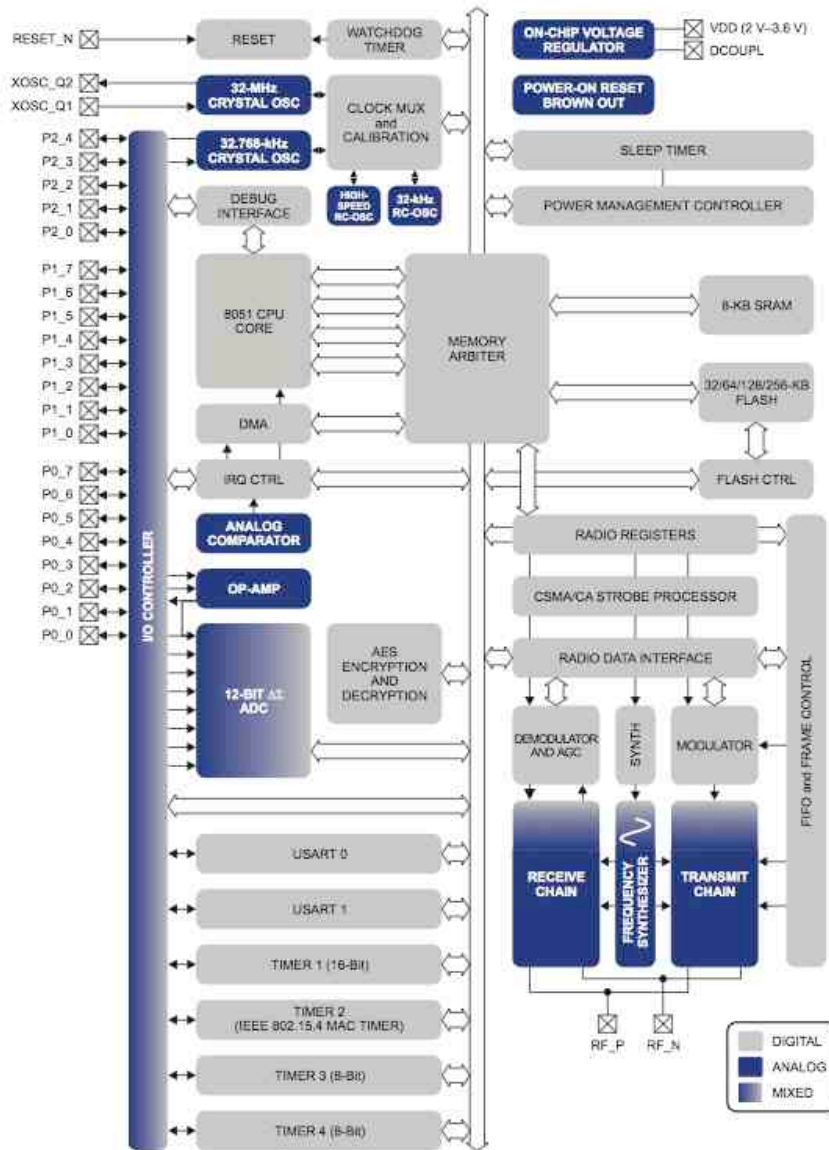 RESET_N
RESET
WATCHDOG
TIMER
ON-CHIP VOLTAGE
REGULATOR
VDD (2 V–3.6 V)
DCOUPL
XOSC_Q2
XOSC_Q1
32-MHz
CRYSTAL OSC
CLOCK MUX
and
CALIBRATION
POWER-ON RESET
BROWN OUT
P2_4
P2_3
P2_2
P2_1
P2_0
32.768-kHz
CRYSTAL OSC
SLEEP TIMER
DEBUG
INTERFACE
HIGH-
SPEED
RC-OSC
32-kHz
RC-OSC
POWER MANAGEMENT CONTROLLER
P1_7
P1_6
P1_5
P1_4
P1_3
P1_2
P1_1
P1_0
8051 CPU
CORE
MEMORY
ARBITER
8-KB SRAM
32/64/128/256-KB
FLASH
DMA
P0_7
P0_6
P0_5
P0_4
P0_3
P0_2
P0_1
P0_0
IRQ CTRL
FLASH CTRL
I/O CONTROLLER
ANALOG
COMPARATOR
RADIO REGISTERS
OP-AMP
CSMA/CA STROBE PROCESSOR
12-BIT ΔΣ
ADC
AES
ENCRYPTION
AND
DECRYPTION
RADIO DATA INTERFACE
FIFO and FRAME CONTROL
DEMODULATOR
AND AGC
SYNTH
MODULATOR
RECEIVE
CHAIN
FREQUENCY
SYNTHESIZER
TRANSMIT
CHAIN
USART 0
USART 1
TIMER 1 (16-Bit)
TIMER 2
(IEEE 802.15.4 MAC TIMER)
TIMER 3 (8-Bit)
TIMER 4 (8-Bit)
RF_P
RF_N
DIGITAL
ANALOG
MIXED